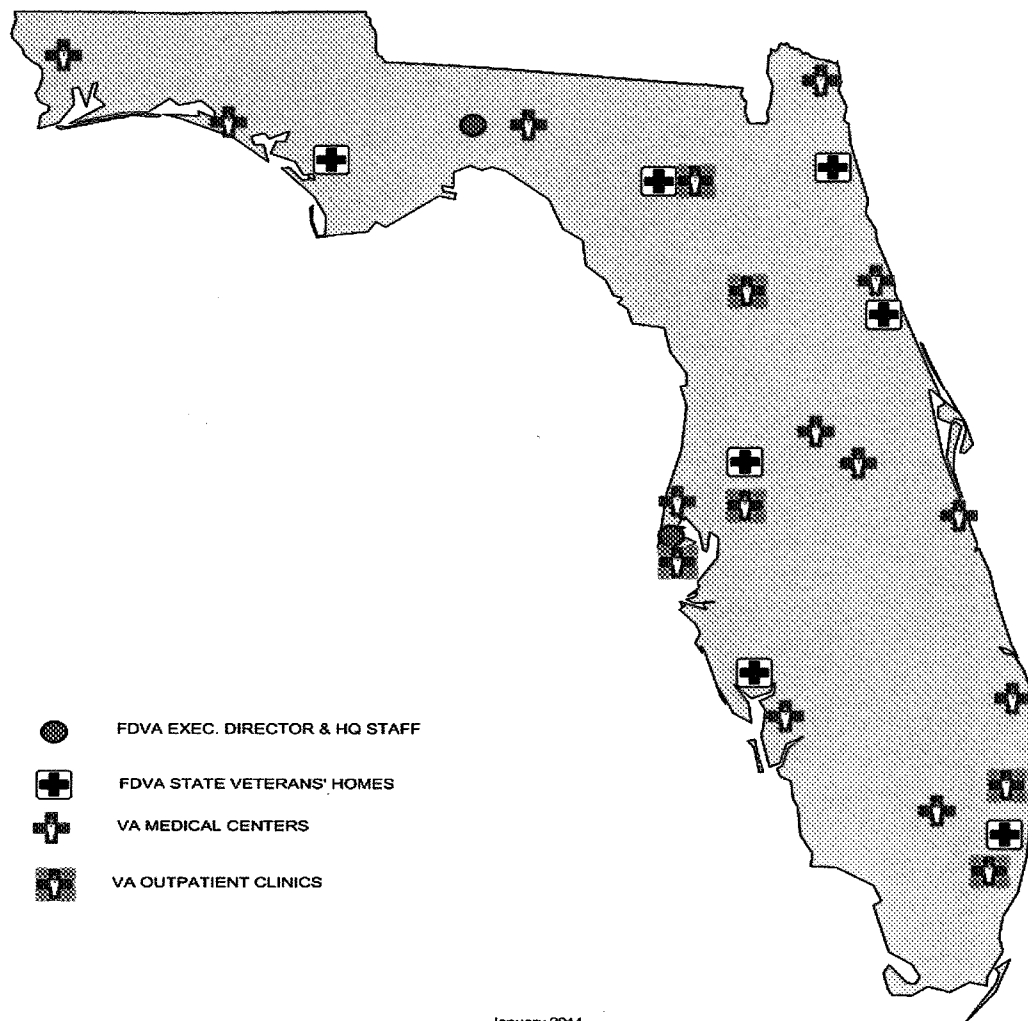 FDVA EXEC. DIRECTOR & HQ STAFF
FDVA STATE VETERANS' HOMES
VA MEDICAL CENTERS
VA OUTPATIENT CLINICS